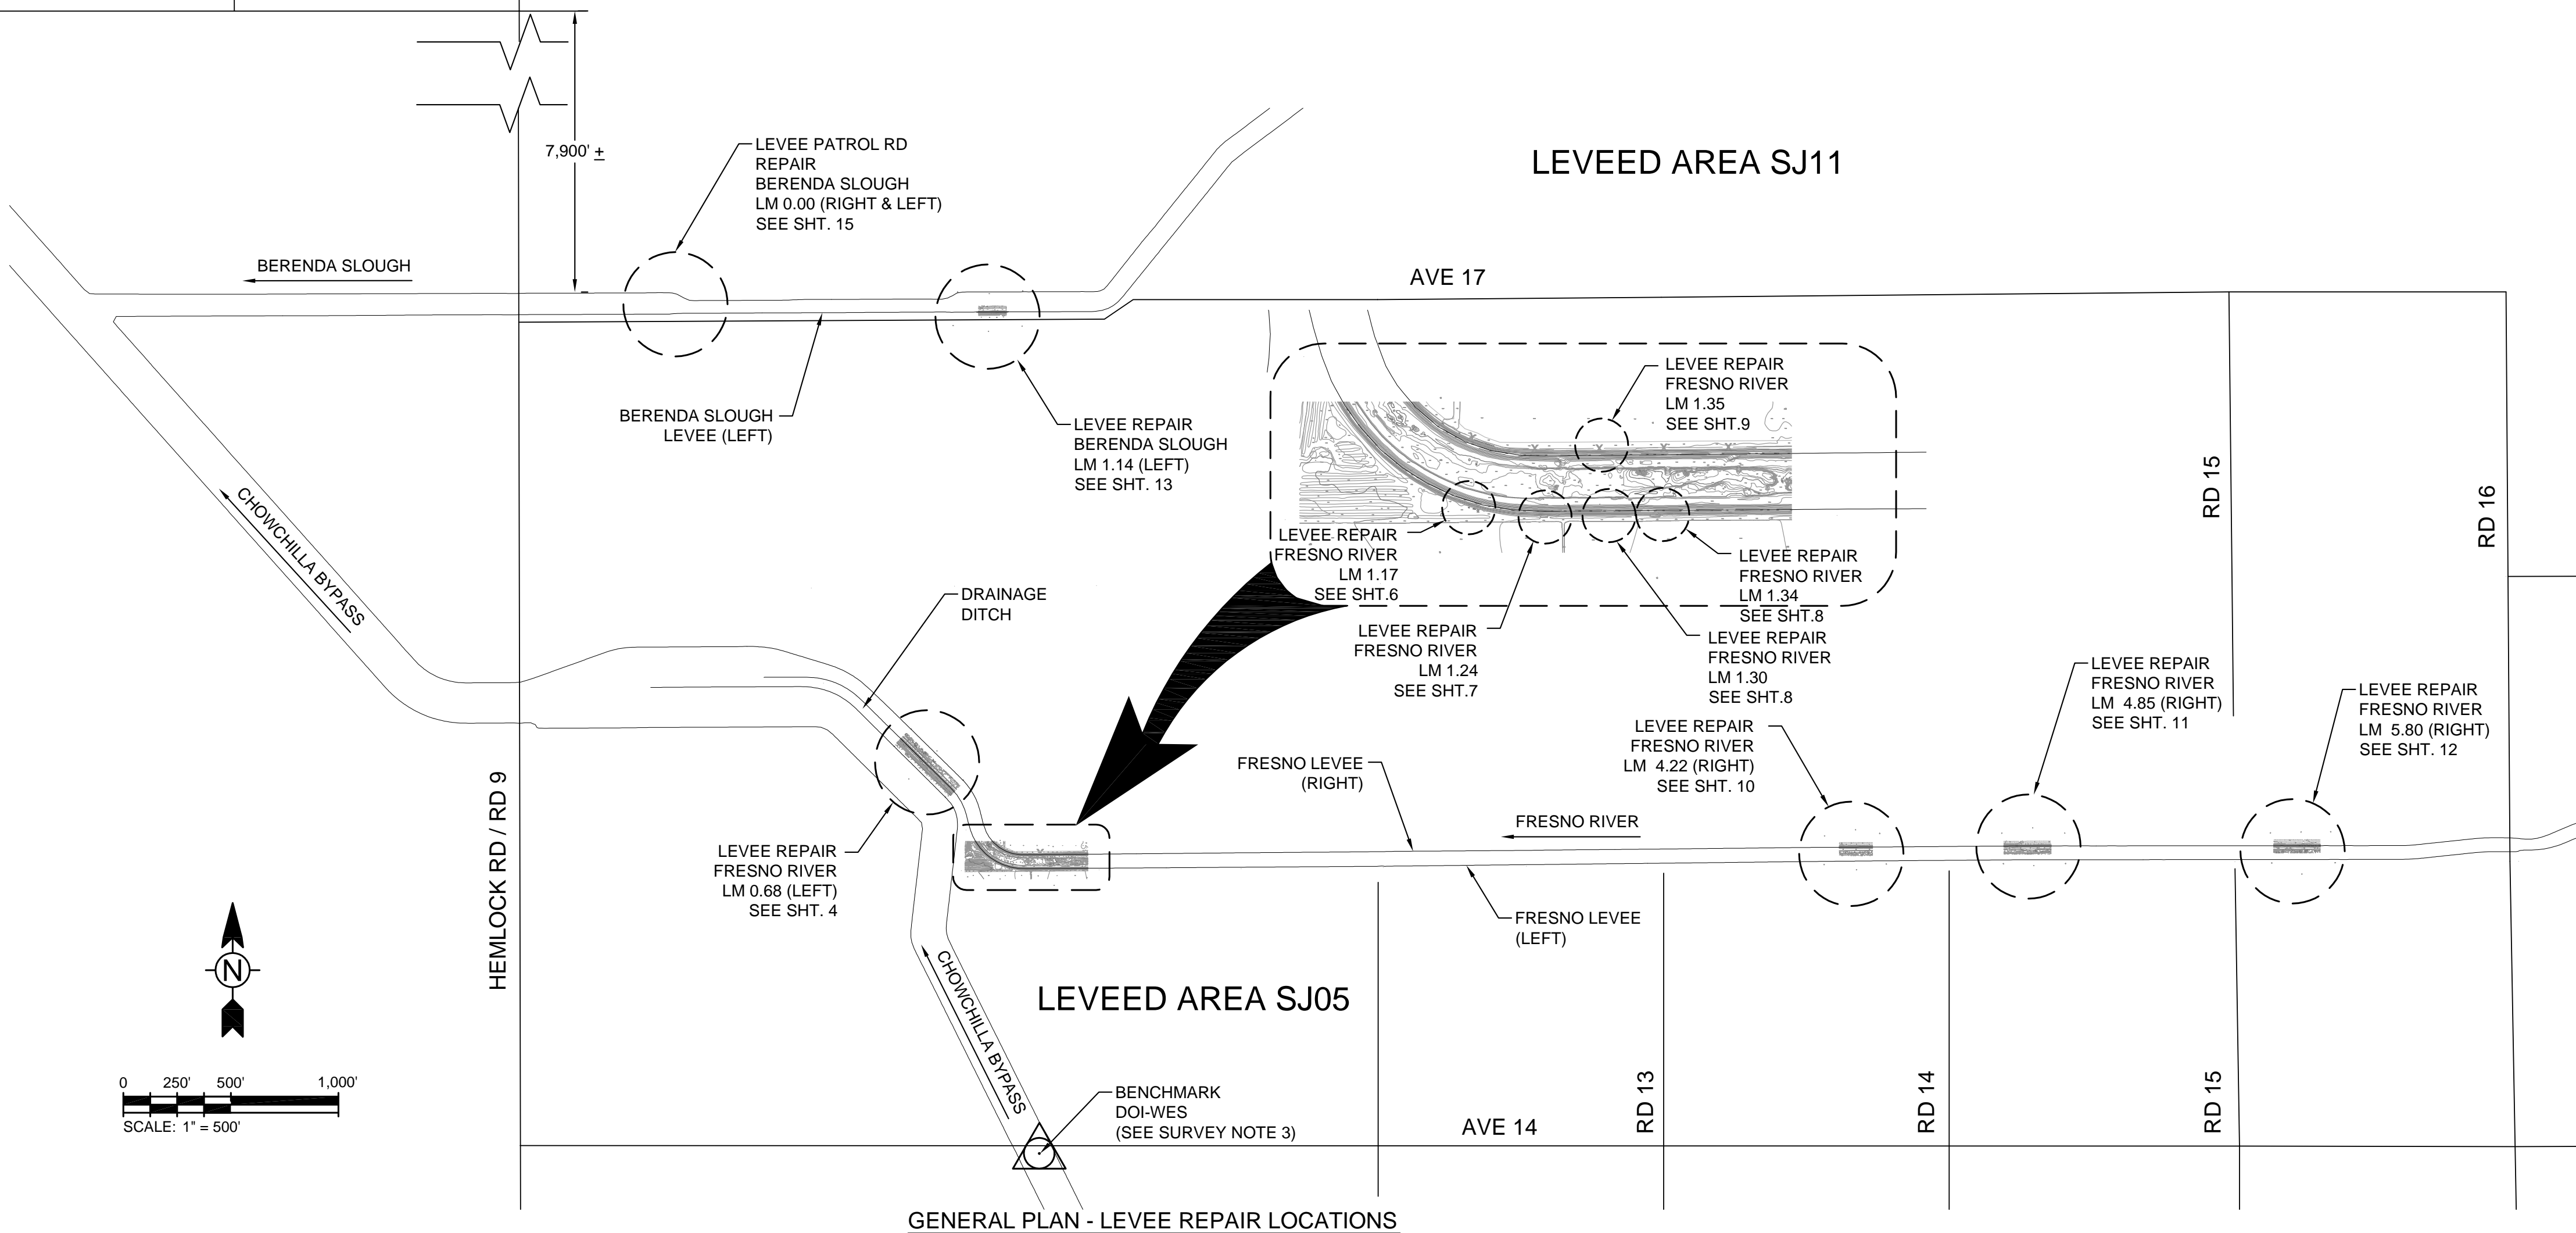 7,900' ±
LEVEE PATROL RD
REPAIR
BERENDA SLOUGH
LM 0.00 (RIGHT & LEFT)
SEE SHT. 15
LEVEED AREA SJ11
BERENDA SLOUGH
AVE 17
BERENDA SLOUGH
LEVEE (LEFT)
LEVEE REPAIR
BERENDA SLOUGH
LM 1.14 (LEFT)
SEE SHT. 13
LEVEE REPAIR
FRESNO RIVER
LM 1.35
SEE SHT.9
LEVEE REPAIR
FRESNO RIVER
LM 1.17
SEE SHT.6
LEVEE REPAIR
FRESNO RIVER
LM 1.34
SEE SHT.8
LEVEE REPAIR
FRESNO RIVER
LM 1.24
SEE SHT.7
LEVEE REPAIR
FRESNO RIVER
LM 1.30
SEE SHT.8
RD 15
RD 16
CHOWCHILLA BYPASS
DRAINAGE
DITCH
LEVEE REPAIR
FRESNO RIVER
LM 4.85 (RIGHT)
SEE SHT. 11
LEVEE REPAIR
FRESNO RIVER
LM 5.80 (RIGHT)
SEE SHT. 12
LEVEE REPAIR
FRESNO RIVER
LM 4.22 (RIGHT)
SEE SHT. 10
FRESNO LEVEE
(RIGHT)
FRESNO RIVER
HEMLOCK RD / RD 9
LEVEE REPAIR
FRESNO RIVER
LM 0.68 (LEFT)
SEE SHT. 4
FRESNO LEVEE
(LEFT)
N
LEVEED AREA SJ05
CHOWCHILLA BYPASS
0 250' 500' 1,000'
SCALE: 1" = 500'
BENCHMARK
DOI-WES
(SEE SURVEY NOTE 3)
AVE 14
RD 13
RD 14
RD 15
GENERAL PLAN - LEVEE REPAIR LOCATIONS